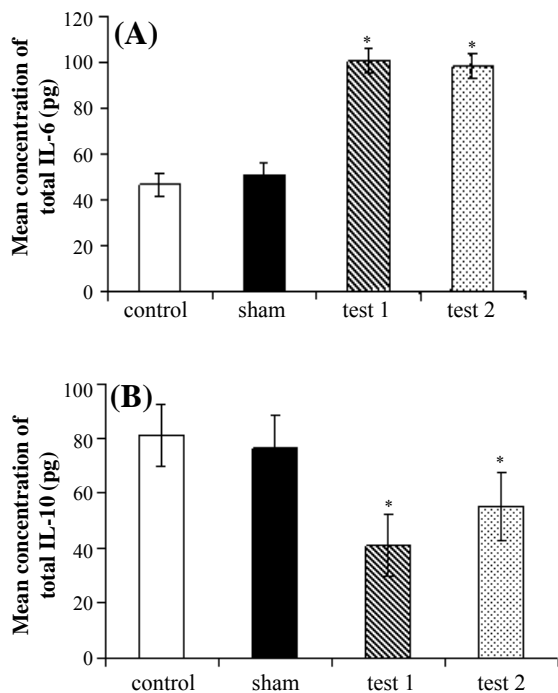 (A)
Mean concentration of
total IL-6 (pg)
120
100
80
60
40
20
0
* *
control sham test 1 test 2
(B)
Mean concentration of
total IL-10 (pg)
100
80
60
40
20
0
* *
control sham test 1 test 2